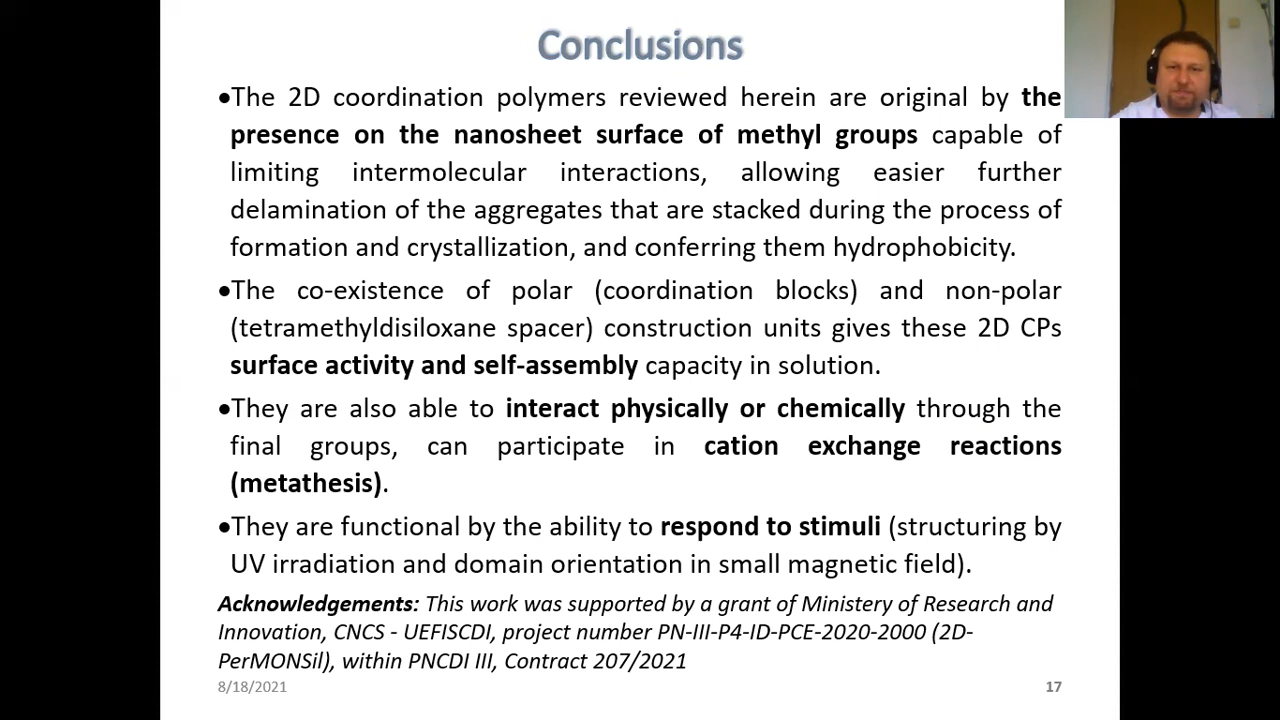 Conclusions
•The 2D coordination polymers reviewed herein are original by the
presence on the nanosheet surface of methyl groups capable of
limiting intermolecular interactions, allowing easier further
delamination of the aggregates that are stacked during the process of
formation and crystallization, and conferring them hydrophobicity.
•The co-existence of polar (coordination blocks) and non-polar
(tetramethyldisiloxane spacer) construction units gives these 2D CPs
surface activity and self-assembly capacity in solution.
•They are also able to interact physically or chemically through the
final groups, can participate in cation exchange reactions
(metathesis).
•They are functional by the ability to respond to stimuli (structuring by
UV irradiation and domain orientation in small magnetic field).
Acknowledgements: This work was supported by a grant of Ministery of Research and
Innovation, CNCS - UEFISCDI, project number PN-III-P4-ID-PCE-2020-2000 (2D-
PerMONSil), within PNCDI III, Contract 207/2021
8/18/2021
17